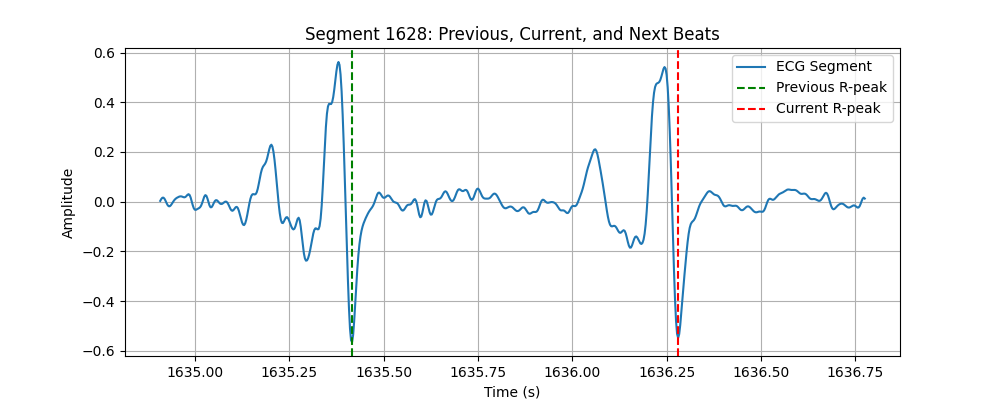 Segment 1628: Previous, Current, and Next Beats
0.6
0.4
0.2
0.0
−0.2
−0.4
−0.6
Amplitude
ECG Segment
Previous R-peak
Current R-peak
1635.00 1635.25 1635.50 1635.75 1636.00 1636.25 1636.50 1636.75
Time (s)